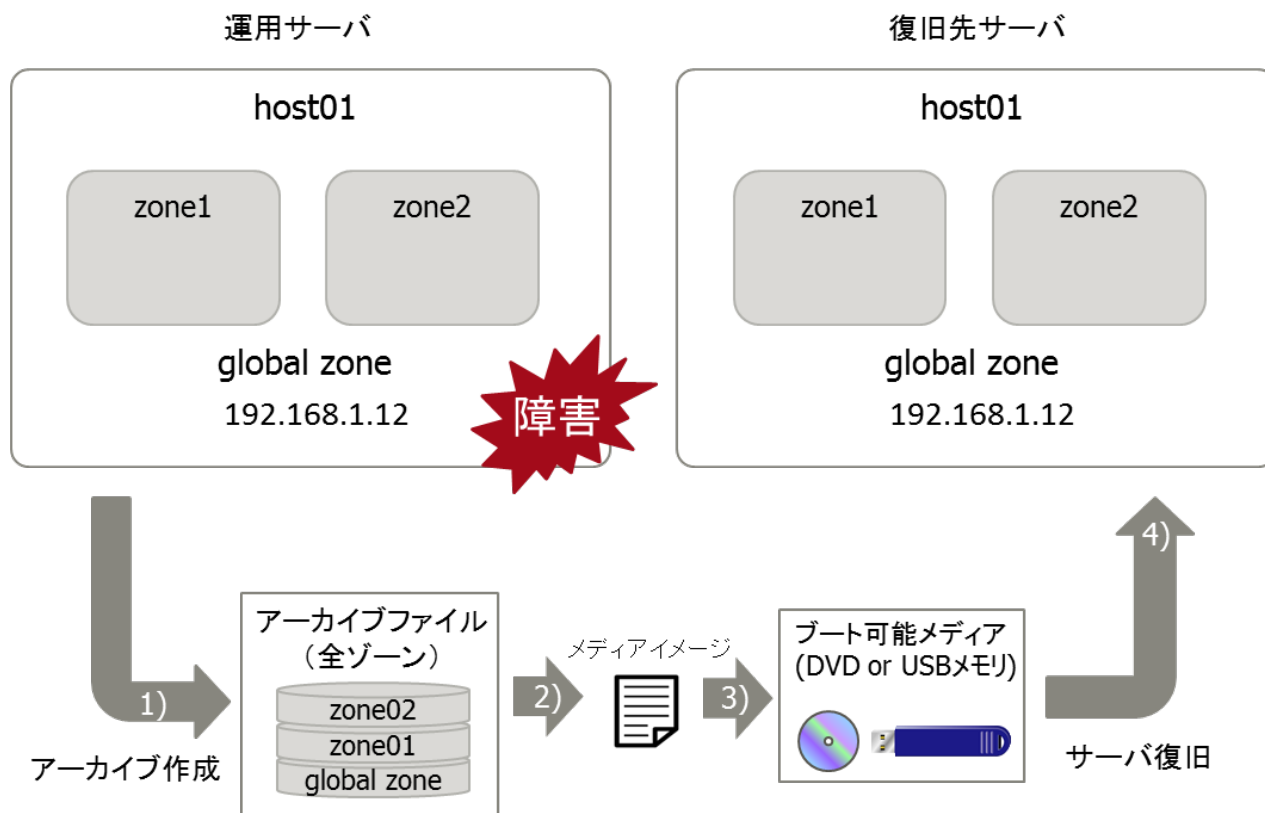 運用サーバ
復旧先サーバ
host01
host01
zone1
zone2
zone1
zone2
global zone
192.168.1.12
global zone
192.168.1.12
障害
1)
アーカイブ作成
アーカイブファイル
(全ゾーン)
zone02
zone01
global zone
2)
メディアイメージ
3)
ブート可能メディア
(DVD or USBメモリ)
4)
サーバ復旧